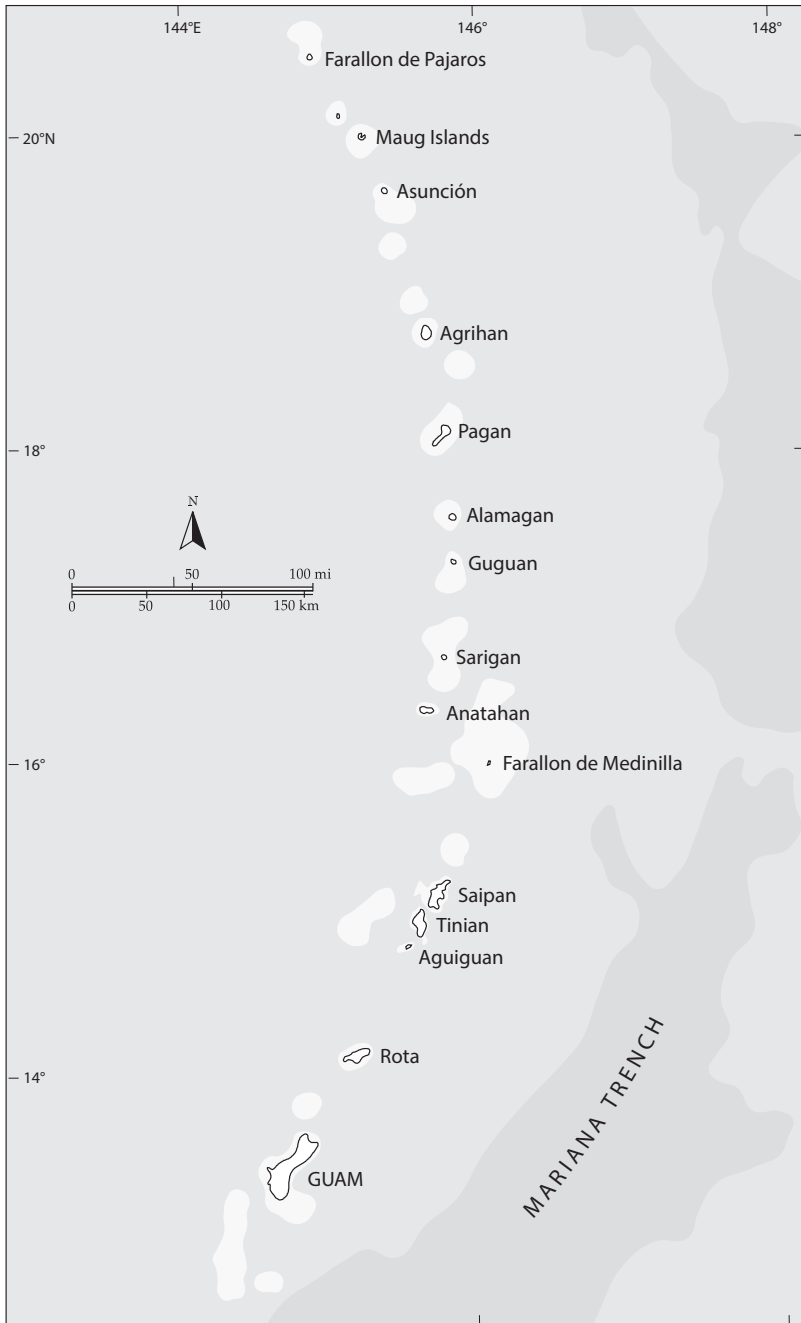 144°E 146° 148°
Farallon de Pajaros
20°N
Maug Islands
Asunción
Agrihan
Pagan
18°
Alamagan
N
Guguan
0 50 100 mi
0 50 100 150 km
Sarigan
Anatahan
16°
Farallon de Medinilla
Saipan
Tinian
Aguiguan
Rota
14°
MARIANA TRENCH
GUAM